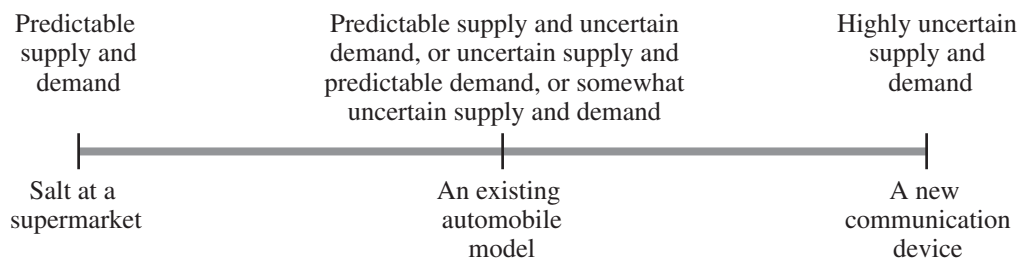 Predictable
supply and
demand
Predictable supply and uncertain
demand, or uncertain supply and
predictable demand, or somewhat
uncertain supply and demand
Highly uncertain
supply and
demand
Salt at a
supermarket
An existing
automobile
model
A new
communication
device